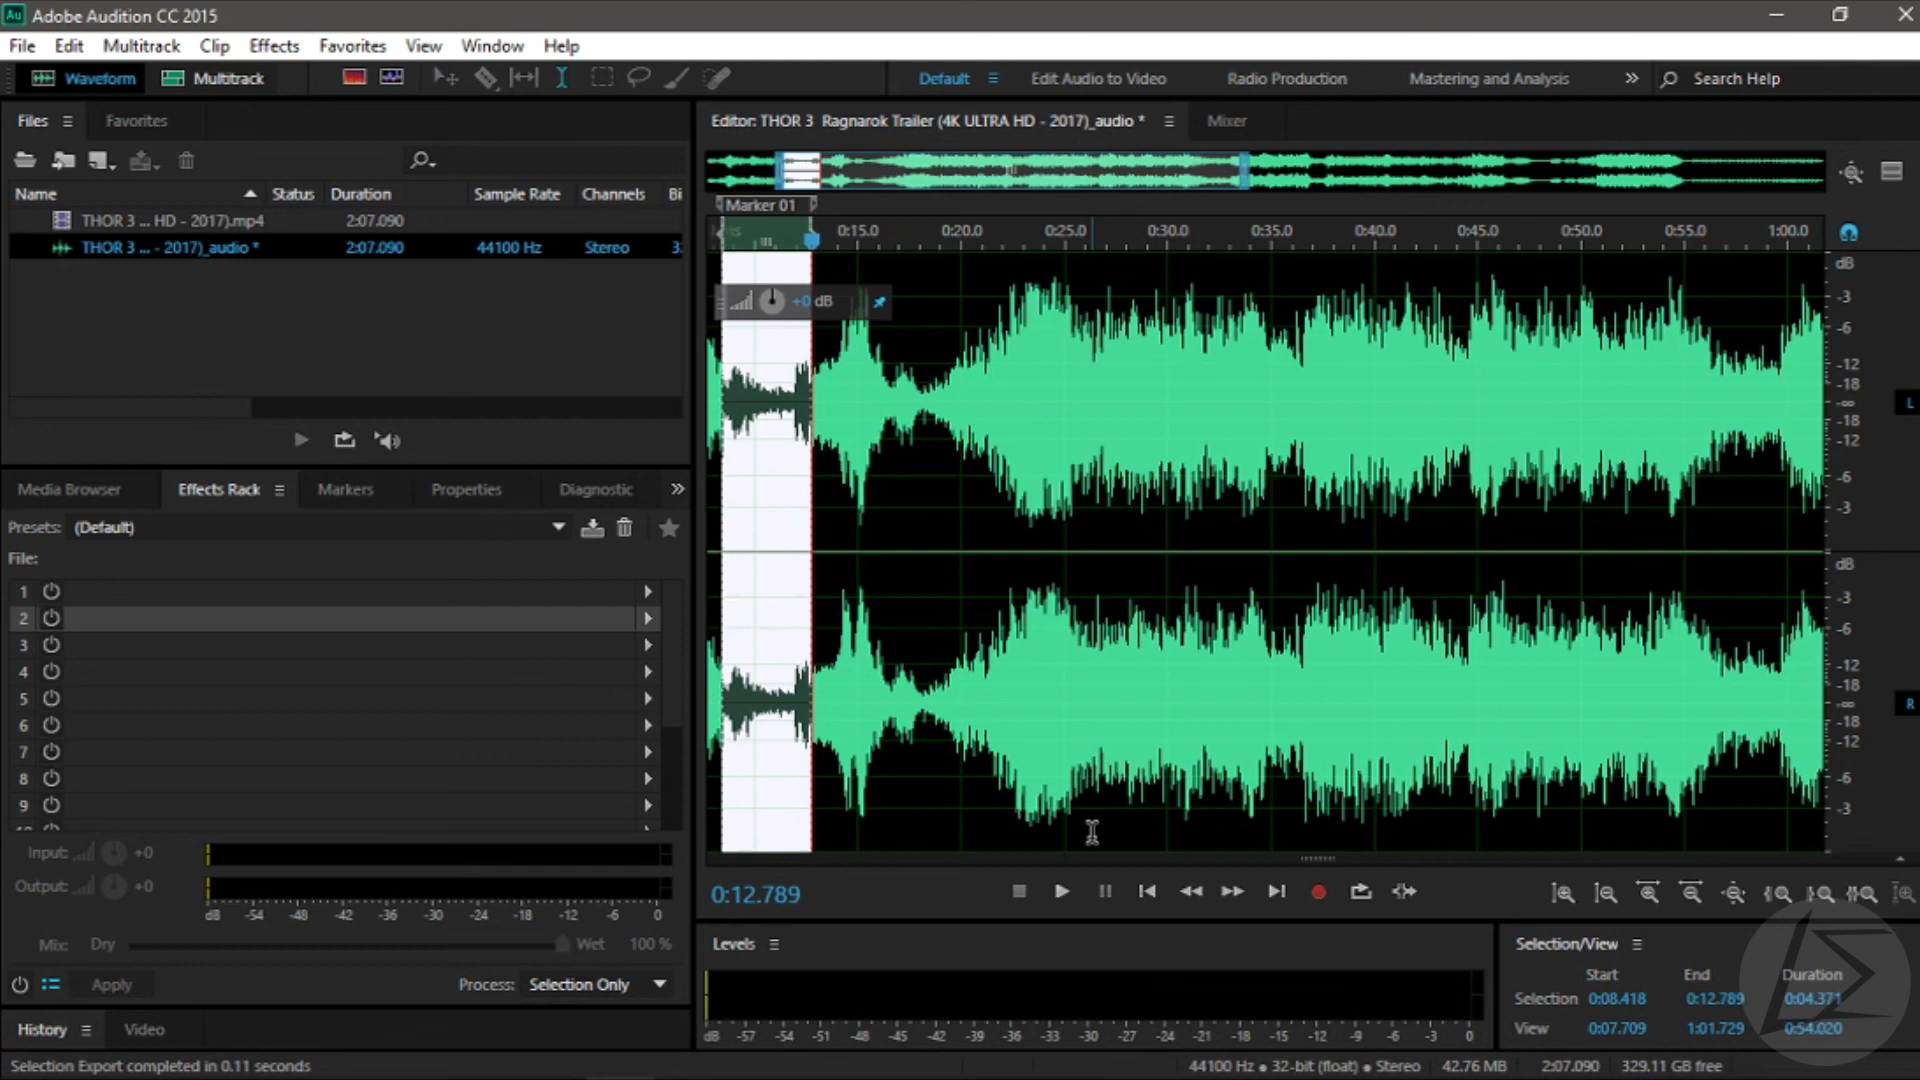 Au Adobe Audition CC 2015
File Edit Multitrack Clip Effects Favorites View Window Help
Waveform Multitrack Default Edit Audio to Video Radio Production Mastering and Analysis Search Help
Files Favorites
Name Status Duration Sample Rate Channels Bi
THOR 3 ... HD - 2017).mp4 2:07.090
THOR 3 ... - 2017)_audio * 2:07.090 44100 Hz Stereo 3
Media Browser Effects Rack Markers Properties Diagnostic
Presets: (Default)
File:
1
2
3
4
5
6
7
8
9
Input: +0
Output: +0
dB -54 -48 -42 -36 -30 -24 -18 -12 -6 0
Mix: Dry Wet 100 %
Apply Process: Selection Only
History Video
Selection Export completed in 0.11 seconds
Editor: THOR 3 Ragnarok Trailer (4K ULTRA HD - 2017)_audio * Mixer
Marker 01
0:15.0 0:20.0 0:25.0 0:30.0 0:35.0 0:40.0 0:45.0 0:50.0 0:55.0 1:00.0
+0 dB
dB
-3
-6
-12
-18
-∞
-18
-12
-6
-3
L
dB
-3
-6
-12
-18
-∞
-18
-12
-6
-3
R
0:12.789
Levels
dB -57 -54 -51 -48 -45 -42 -39 -36 -33 -30 -27 -24 -21 -18 -15 -12 -9 -6 -3 0
Selection/View
Start End Duration
Selection 0:08.418 0:12.789 0:04.371
View 0:07.709 1:01.729 0:54.020
44100 Hz ● 32-bit (float) ● Stereo 42.76 MB 2:07.090 329.11 GB free